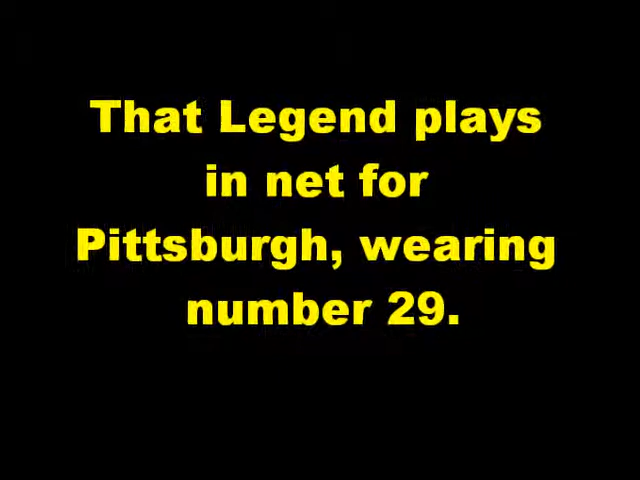 That Legend plays
in net for
Pittsburgh, wearing
number 29.